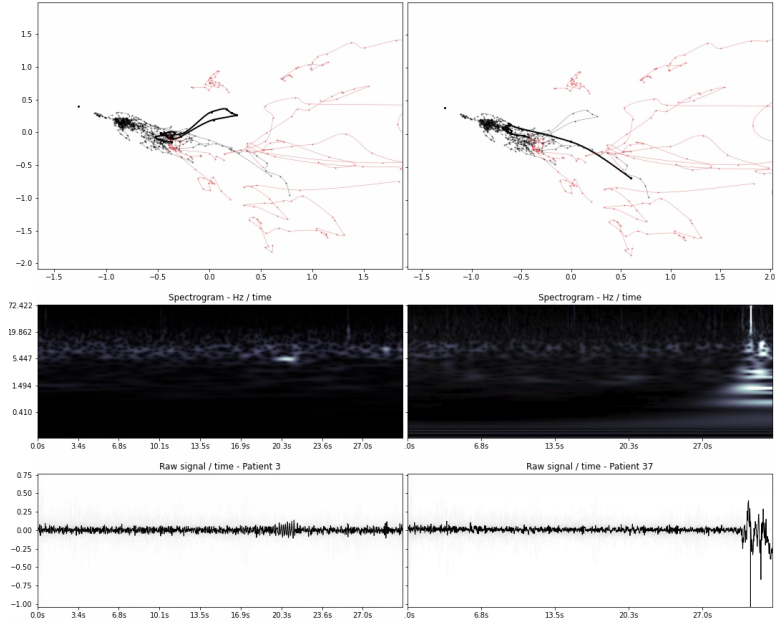 1.5
1.0
0.5
0.0
−0.5
−1.0
−1.5
−2.0
−1.5 −1.0 −0.5 0.0 0.5 1.0 1.5
−1.5 −1.0 −0.5 0.0 0.5 1.0 1.5 2.0
Spectrogram - Hz / time Spectrogram - Hz / time
72.422
19.862
5.447
1.494
0.410
0.0s 3.4s 6.8s 10.1s 13.5s 16.9s 20.3s 23.6s 27.0s
6.8s 13.5s 20.3s 27.0s
Raw signal / time - Patient 3 Raw signal / time - Patient 37
0.75
0.50
0.25
0.00
−0.25
−0.50
−0.75
−1.00
0.0s 3.4s 6.8s 10.1s 13.5s 16.9s 20.3s 23.6s 27.0s
6.8s 13.5s 20.3s 27.0s